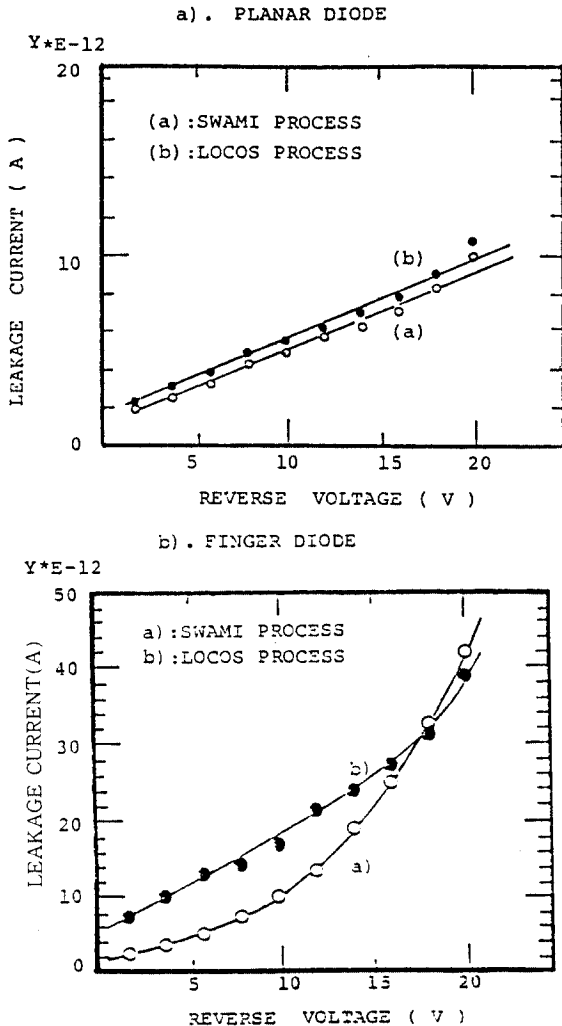 a). PLANAR DIODE
Y*E-12
20
(a):SWAMI PROCESS
(b):LOCOS PROCESS
LEAKAGE CURRENT ( A )
10
(b)
(a)
0
5 10 15 20
REVERSE VOLTAGE ( V )
b). FINGER DIODE
Y*E-12
50
a):SWAMI PROCESS
b):LOCOS PROCESS
40
LEAKAGE CURRENT(A)
30
b)
20
a)
10
0
5 10 15 20
REVERSE VOLTAGE ( V )